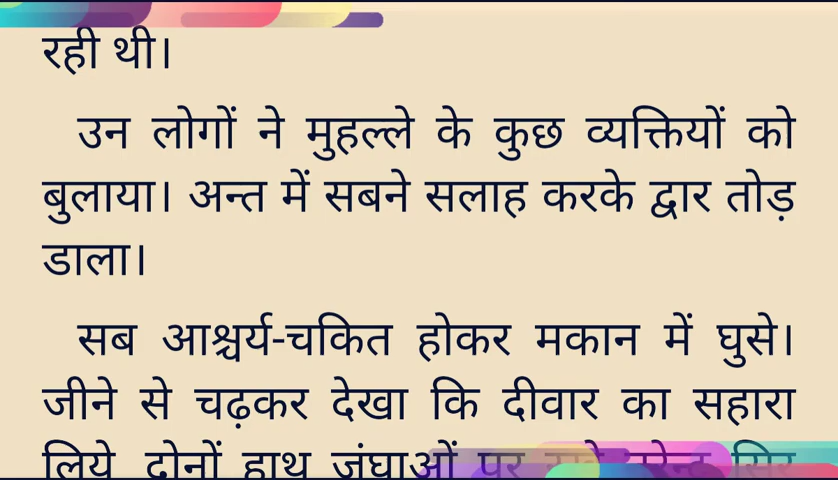 रही थी।
उन लोगों ने मुहल्ले के कुछ व्यक्तियों को
बुलाया। अन्त में सबने सलाह करके द्वार तोड़
डाला।
सब आश्चर्य-चकित होकर मकान में घुसे।
जीने से चढ़कर देखा कि दीवार का सहारा
लिये दोनों हाथ जंघाओं पर